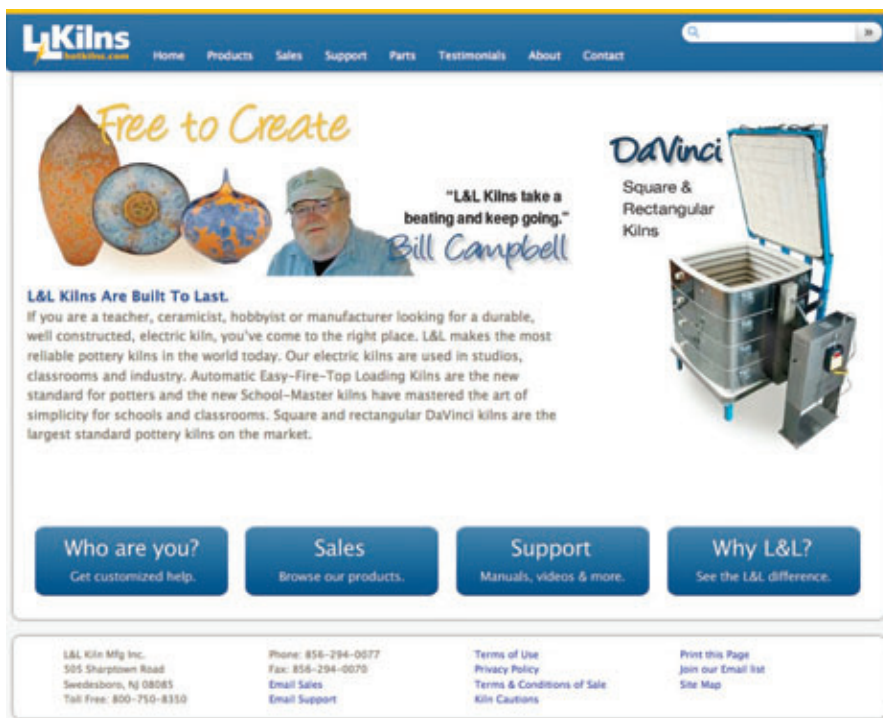 L&LKilns
hotkilns.com
Home Products Sales Support Parts Testimonials About Contact
Free to Create
"L&L Kilns take a
beating and keep going."
Bill Campbell
DaVinci
Square &
Rectangular
Kilns
L&L Kilns Are Built To Last.
If you are a teacher, ceramicist, hobbyist or manufacturer looking for a durable,
well constructed, electric kiln, you've come to the right place. L&L makes the most
reliable pottery kilns in the world today. Our electric kilns are used in studios,
classrooms and industry. Automatic Easy-Fire-Top Loading Kilns are the new
standard for potters and the new School-Master kilns have mastered the art of
simplicity for schools and classrooms. Square and rectangular DaVinci kilns are the
largest standard pottery kilns on the market.
Who are you?
Get customized help.
Sales
Browse our products.
Support
Manuals, videos & more.
Why L&L?
See the L&L difference.
L&L Kiln Mfg Inc.
505 Sharptown Road
Swedesboro, NJ 08085
Toll Free: 800-750-8350
Phone: 856-294-0077
Fax: 856-294-0070
Email Sales
Email Support
Terms of Use
Privacy Policy
Terms & Conditions of Sale
Kiln Cautions
Print this Page
Join our Email list
Site Map